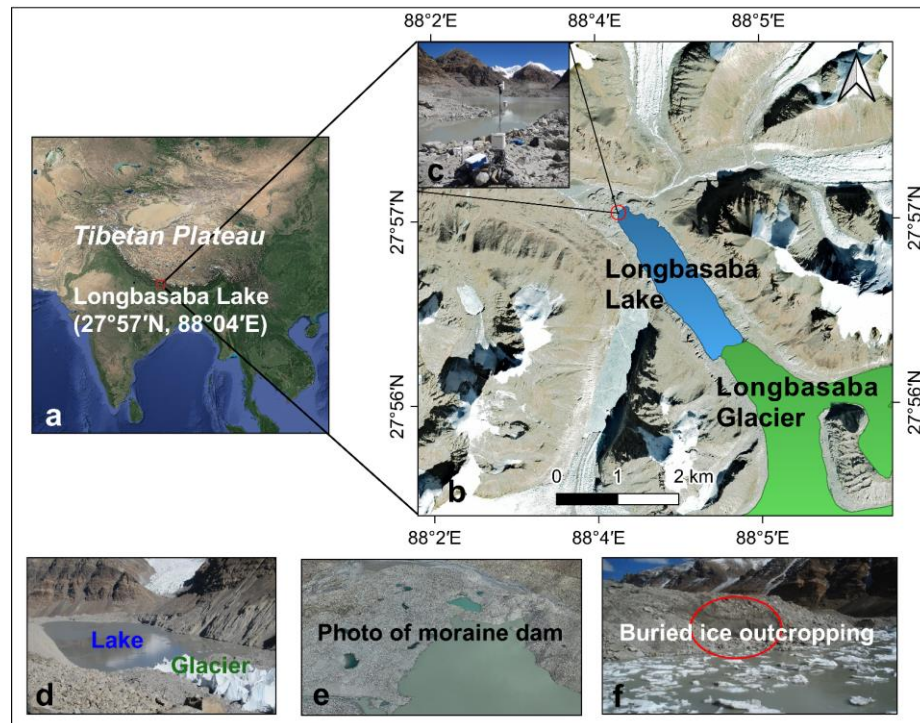 88°2′E 88°4′E 88°5′E
c
27°57′N
27°57′N
Tibetan Plateau
Longbasaba Lake
(27°57′N, 88°04′E)
a
Longbasaba
Lake
Longbasaba
Glacier
27°56′N
27°56′N
0 1 2 km
b
88°2′E 88°4′E 88°5′E
Lake
Glacier
d
Photo of moraine dam
e
Buried ice outcropping
f